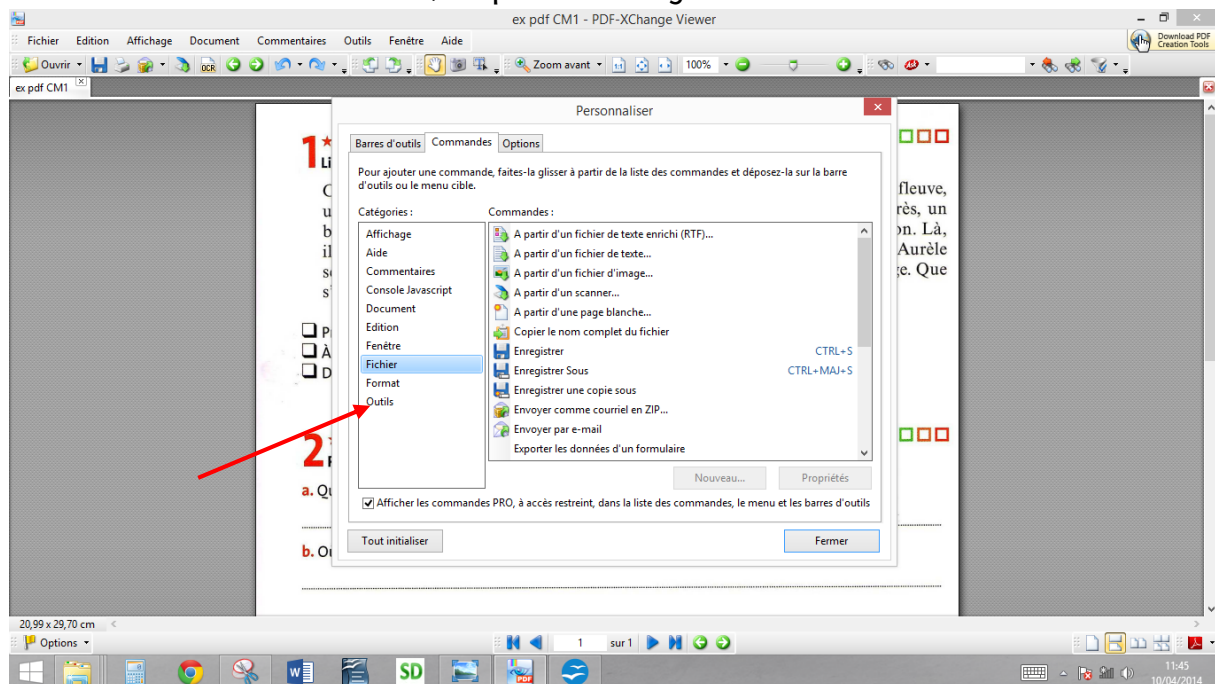 ex pdf CM1 - PDF-XChange Viewer
Fichier Edition Affichage Document Commentaires Outils Fenêtre Aide
Download PDF
Creation Tools
Ouvrir OCR Zoom avant 100%
ex pdf CM1
Personnaliser
Barres d'outils Commandes Options
Pour ajouter une commande, faites-la glisser à partir de la liste des commandes et déposez-la sur la barre
d'outils ou le menu cible.
Catégories : Commandes :
Affichage
Aide
Commentaires
Console Javascript
Document
Edition
Fenêtre
Fichier
Format
Outils
A partir d'un fichier de texte enrichi (RTF)...
A partir d'un fichier de texte...
A partir d'un fichier d'image...
A partir d'un scanner...
A partir d'une page blanche...
Copier le nom complet du fichier
Enregistrer CTRL+S
Enregistrer Sous CTRL+MAJ+S
Enregistrer une copie sous
Envoyer comme courriel en ZIP...
Envoyer par e-mail
Exporter les données d'un formulaire
Nouveau... Propriétés
Afficher les commandes PRO, à accès restreint, dans la liste des commandes, le menu et les barres d'outils
Tout initialiser Fermer
1
Li
fleuve,
rès, un
on. Là,
Aurèle
ge. Que
À
D
2
a. Qu
b. Ou
20,99 x 29,70 cm
Options 1 sur 1
SD
PDF
11:45
10/04/2014